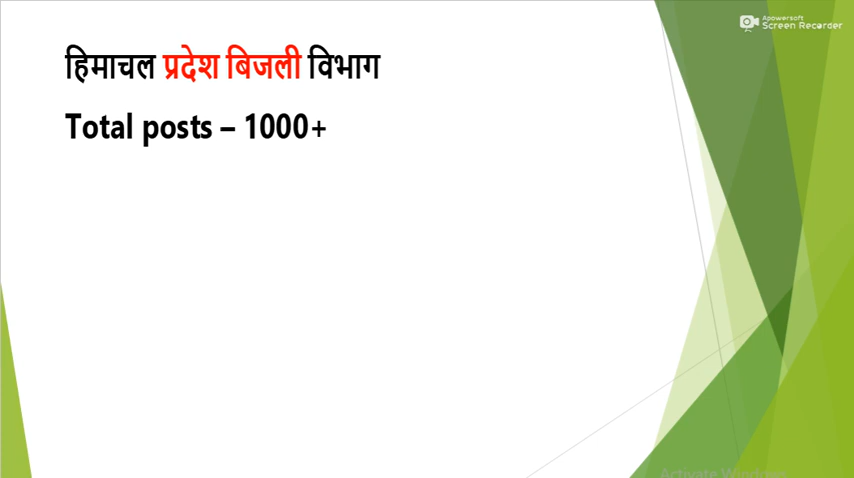 Apowersoft
Screen Recorder
हिमाचल प्रदेश बिजली विभाग
Total posts – 1000+
Activate Windows